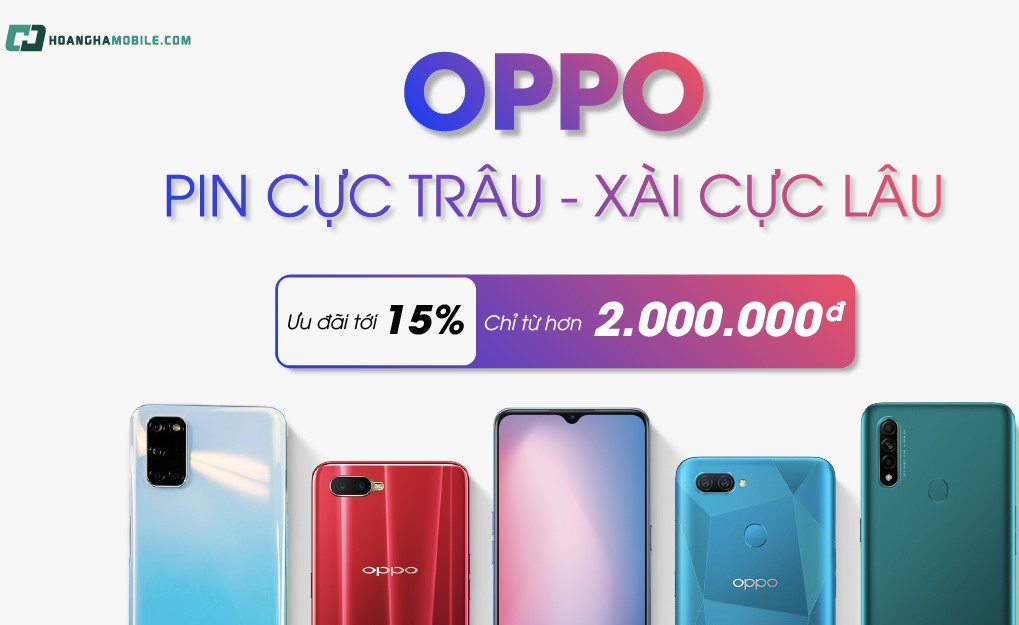 HOANGHAMOBILE.COM
OPPO
PIN CỰC TRÂU - XÀI CỰC LÂU
Ưu đãi tới 15% Chỉ từ hơn 2.000.000đ
oppo
oppo